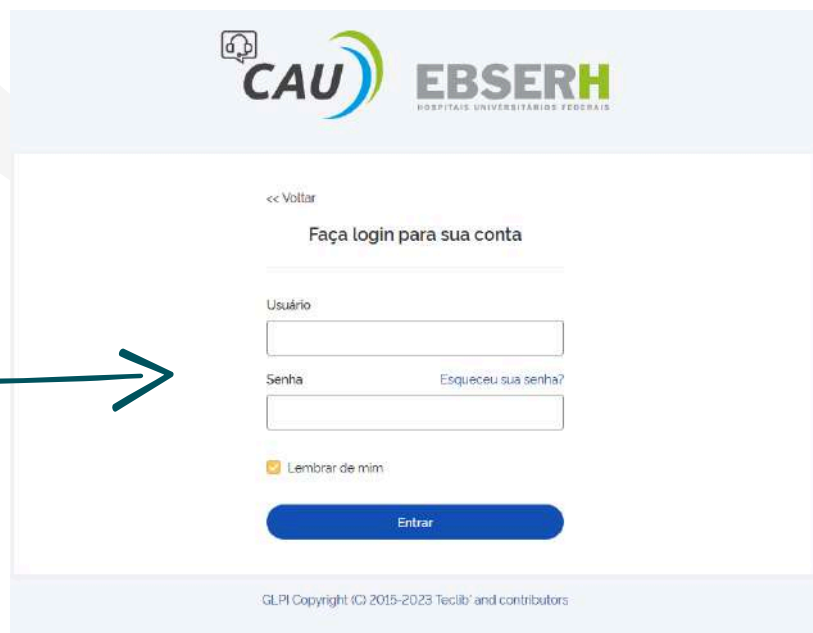 CAU
EBSERH
HOSPITAIS UNIVERSITÁRIOS FEDERAIS
<< Voltar
Faça login para sua conta
Usuário
Senha
Esqueceu sua senha?
Lembrar de mim
Entrar
GLPI Copyright (C) 2015-2023 Teclib' and contributors